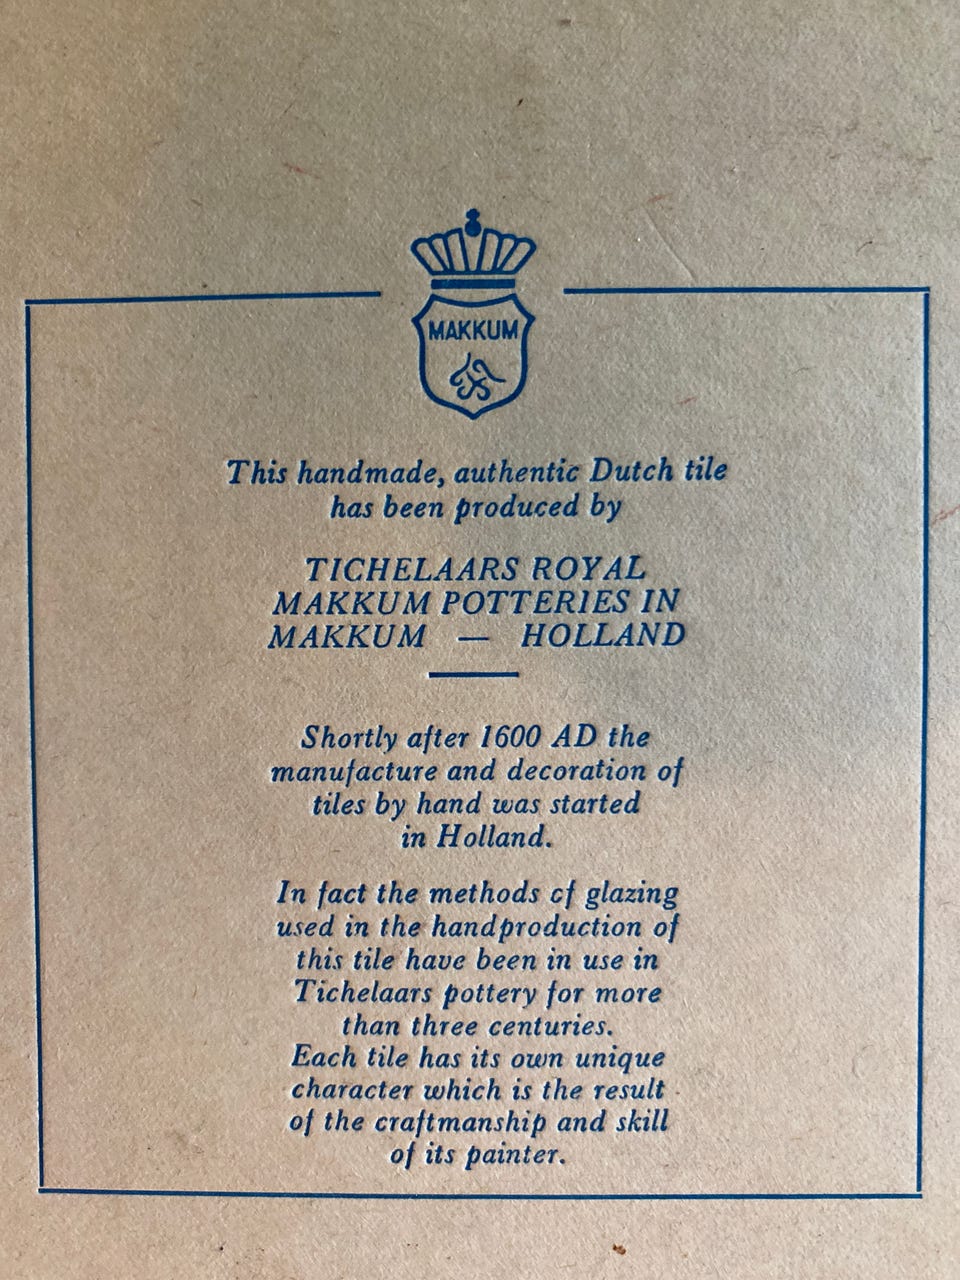 MAKKUM
This handmade, authentic Dutch tile
has been produced by
TICHELAARS ROYAL
MAKKUM POTTERIES IN
MAKKUM — HOLLAND
Shortly after 1600 AD the
manufacture and decoration of
tiles by hand was started
in Holland.
In fact the methods of glazing
used in the handproduction of
this tile have been in use in
Tichelaars pottery for more
than three centuries.
Each tile has its own unique
character which is the result
of the craftmanship and skill
of its painter.